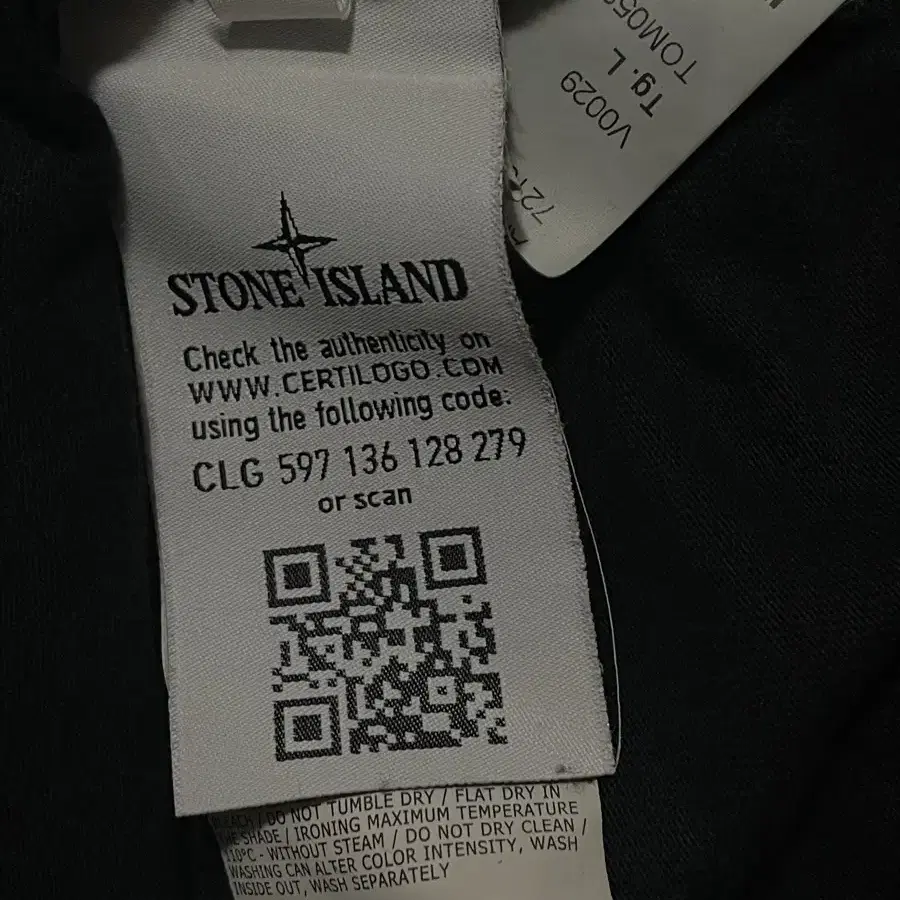 STONE ISLAND
Check the authenticity on
WWW.CERTILOGO.COM
using the following code:
CLG 597 136 128 279
or scan
DO NOT TUMBLE DRY / FLAT DRY IN
SHADE / IRONING MAXIMUM TEMPERATURE
110°C - WITHOUT STEAM / DO NOT DRY CLEAN /
WASHING CAN ALTER COLOR INTENSITY, WASH
INSIDE OUT, WASH SEPARATELY
Tg. L
V0029